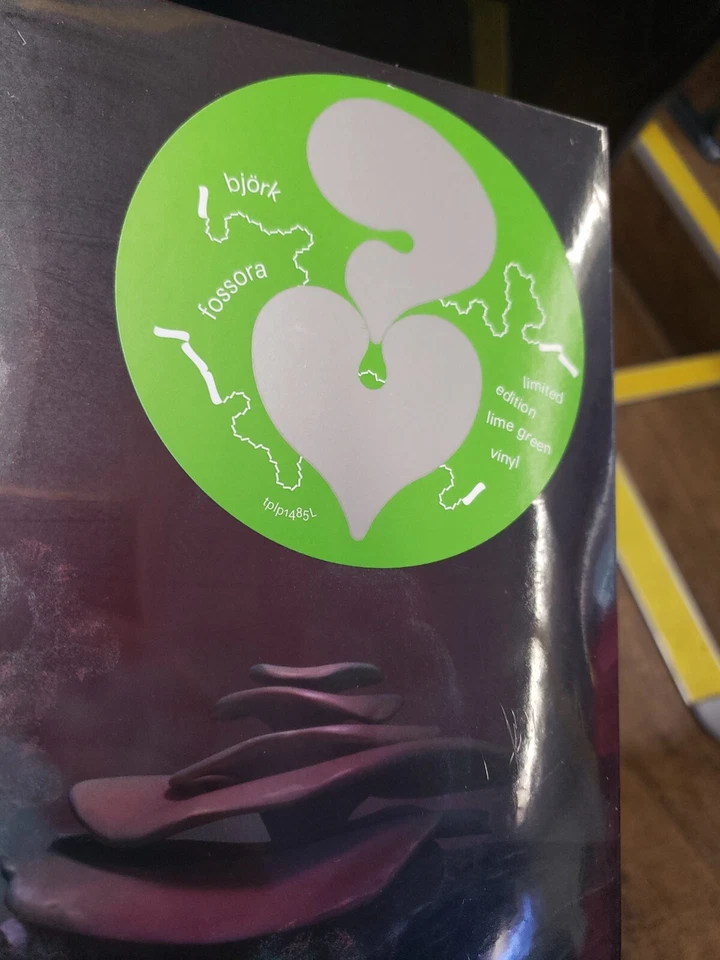 björk
fossora
limited
edition
lime green
vinyl
tplp1485L